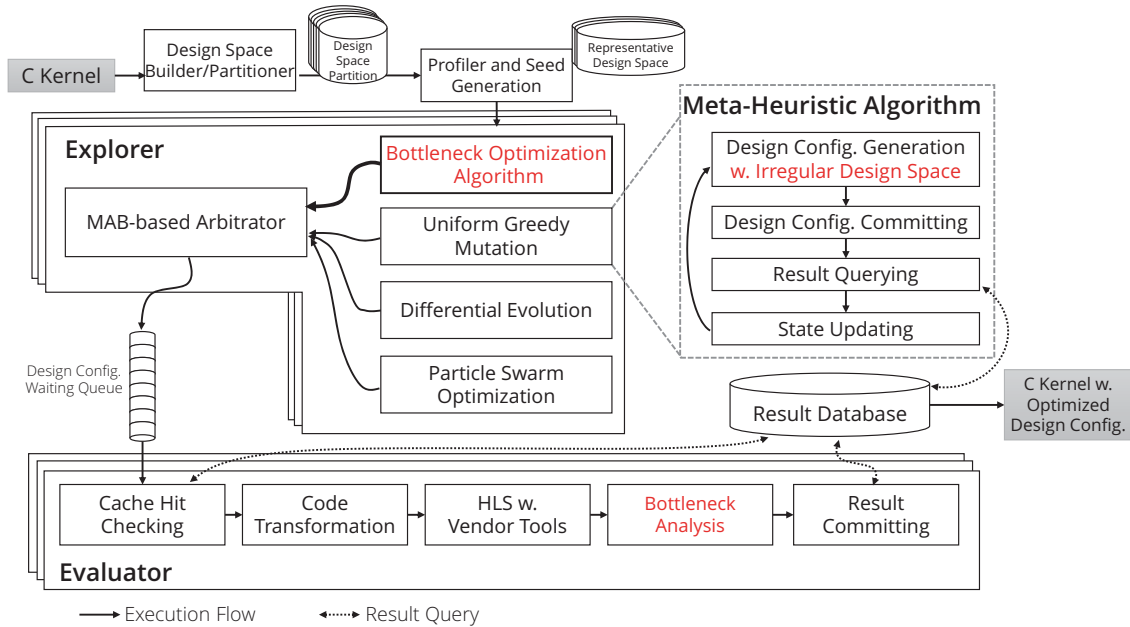 C Kernel
Design Space
Builder/Partitioner
Design
Space
Partition
Profiler and Seed
Generation
Representative
Design Space
Explorer
MAB-based Arbitrator
Bottleneck Optimization
Algorithm
Uniform Greedy
Mutation
Differential Evolution
Particle Swarm
Optimization
Meta-Heuristic Algorithm
Design Config. Generation
w. Irregular Design Space
Design Config. Committing
Result Querying
State Updating
Design Config.
Waiting Queue
Result Database
C Kernel w.
Optimized
Design Config.
Cache Hit
Checking
Code
Transformation
HLS w.
Vendor Tools
Bottleneck
Analysis
Result
Committing
Evaluator
Execution Flow
Result Query